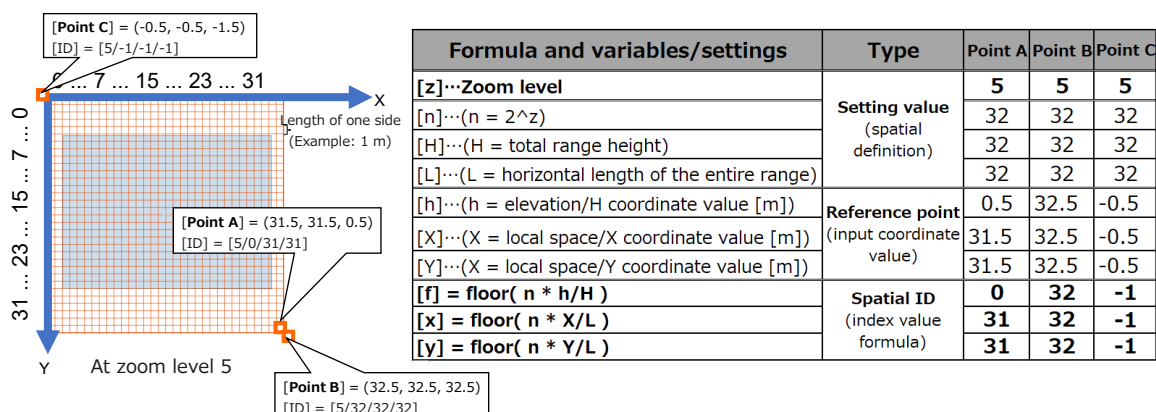 [Point C] = (-0.5, -0.5, -1.5)
[ID] = [5/-1/-1/-1]
0 ... 7 ... 15 ... 23 ... 31
X
0 ... 7 ... 15 ... 23 ... 31
Length of one side
(Example: 1 m)
[Point A] = (31.5, 31.5, 0.5)
[ID] = [5/0/31/31]
Y
At zoom level 5
[Point B] = (32.5, 32.5, 32.5)
[ID] = [5/32/32/32]
Formula and variables/settings Type Point A Point B Point C
[z]…Zoom level 5 5 5
[n]…(n = 2^z) 32 32 32
[H]…(H = total range height) 32 32 32
[L]…(L = horizontal length of the entire range) 32 32 32
Setting value
(spatial
definition)
[h]…(h = elevation/H coordinate value [m]) 0.5 32.5 -0.5
[X]…(X = local space/X coordinate value [m]) 31.5 32.5 -0.5
[Y]…(X = local space/Y coordinate value [m]) 31.5 32.5 -0.5
Reference point
(input coordinate
value)
[f] = floor( n * h/H ) 0 32 -1
[x] = floor( n * X/L ) 31 32 -1
[y] = floor( n * Y/L ) 31 32 -1
Spatial ID
(index value
formula)